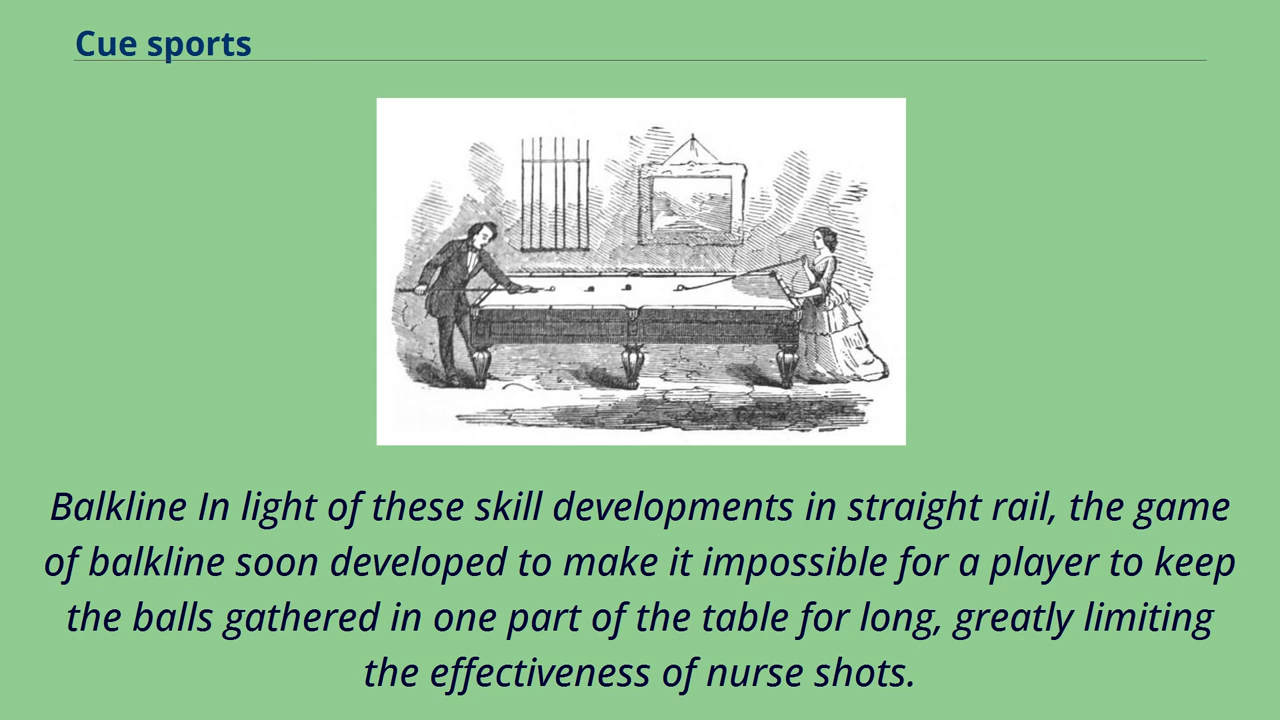 Cue sports
Balkline In light of these skill developments in straight rail, the game
of balkline soon developed to make it impossible for a player to keep
the balls gathered in one part of the table for long, greatly limiting
the effectiveness of nurse shots.